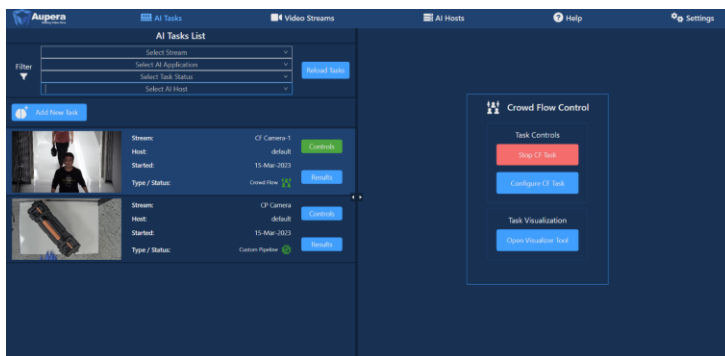 Aupera
AI Tasks
Video Streams
AI Hosts
Help
Settings
AI Tasks List
Filter
Select Stream
Select AI Application
Select Task Status
Select AI Host
Reload Tasks
Add New Task
Stream: CF Camera-1
Host: default
Started: 15-Mar-2023
Type / Status: Crowd Flow
Controls
Results
Stream: CP Camera
Host: default
Started: 15-Mar-2023
Type / Status: Custom Pipeline
Controls
Results
Crowd Flow Control
Task Controls
Stop CF Task
Configure CF Task
Task Visualization
Open Visualizer Tool